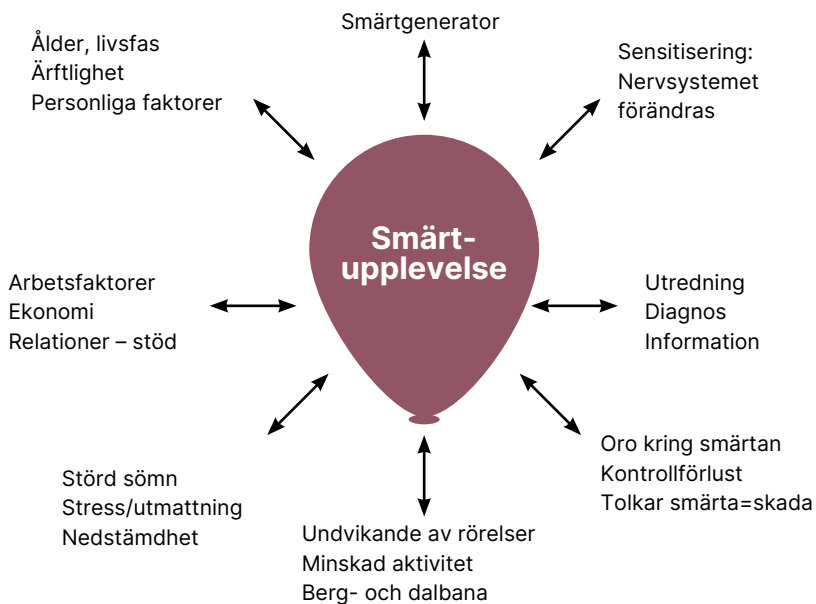 Smärtgenerator
Ålder, livsfas
Ärftlighet
Personliga faktorer
Sensitisering:
Nervsystemet
förändras
Smärt-
upplevelse
Arbetsfaktorer
Ekonomi
Relationer – stöd
Utredning
Diagnos
Information
Störd sömn
Stress/utmattning
Nedstämdhet
Undvikande av rörelser
Minskad aktivitet
Berg- och dalbana
Oro kring smärtan
Kontrollförlust
Tolkar smärta=skada